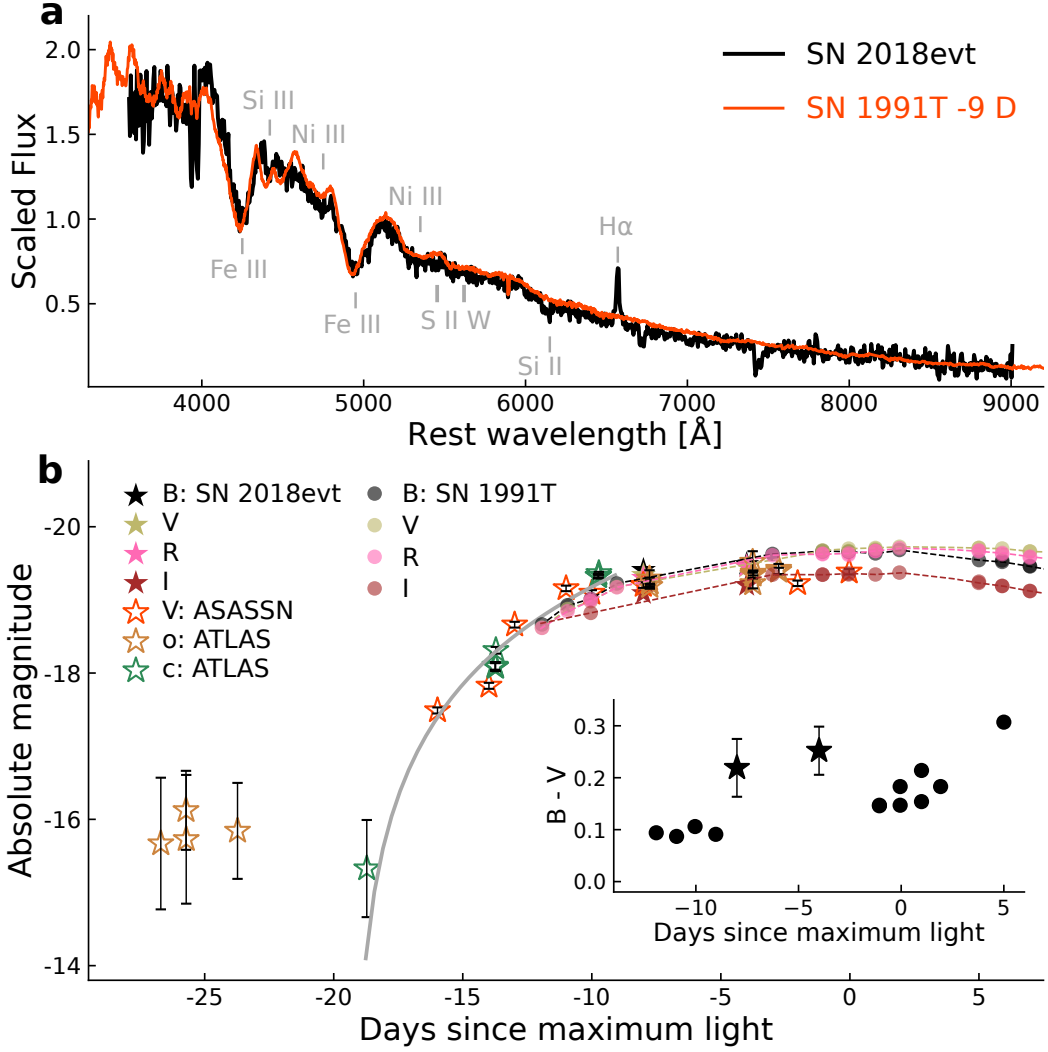 a
SN 2018evt
SN 1991T -9 D
Si III
Ni III
Ni III
Hα
Fe III
Fe III
S II W
Si II
Scaled Flux
2.0
1.5
1.0
0.5
4000 5000 6000 7000 8000 9000
Rest wavelength [Å]
b
B: SN 2018evt
V
R
I
V: ASASSN
o: ATLAS
c: ATLAS
B: SN 1991T
V
R
I
Absolute magnitude
-20
-18
-16
-14
B - V
0.3
0.2
0.1
0.0
−10 −5 0 5
Days since maximum light
-25 -20 -15 -10 -5 0 5
Days since maximum light